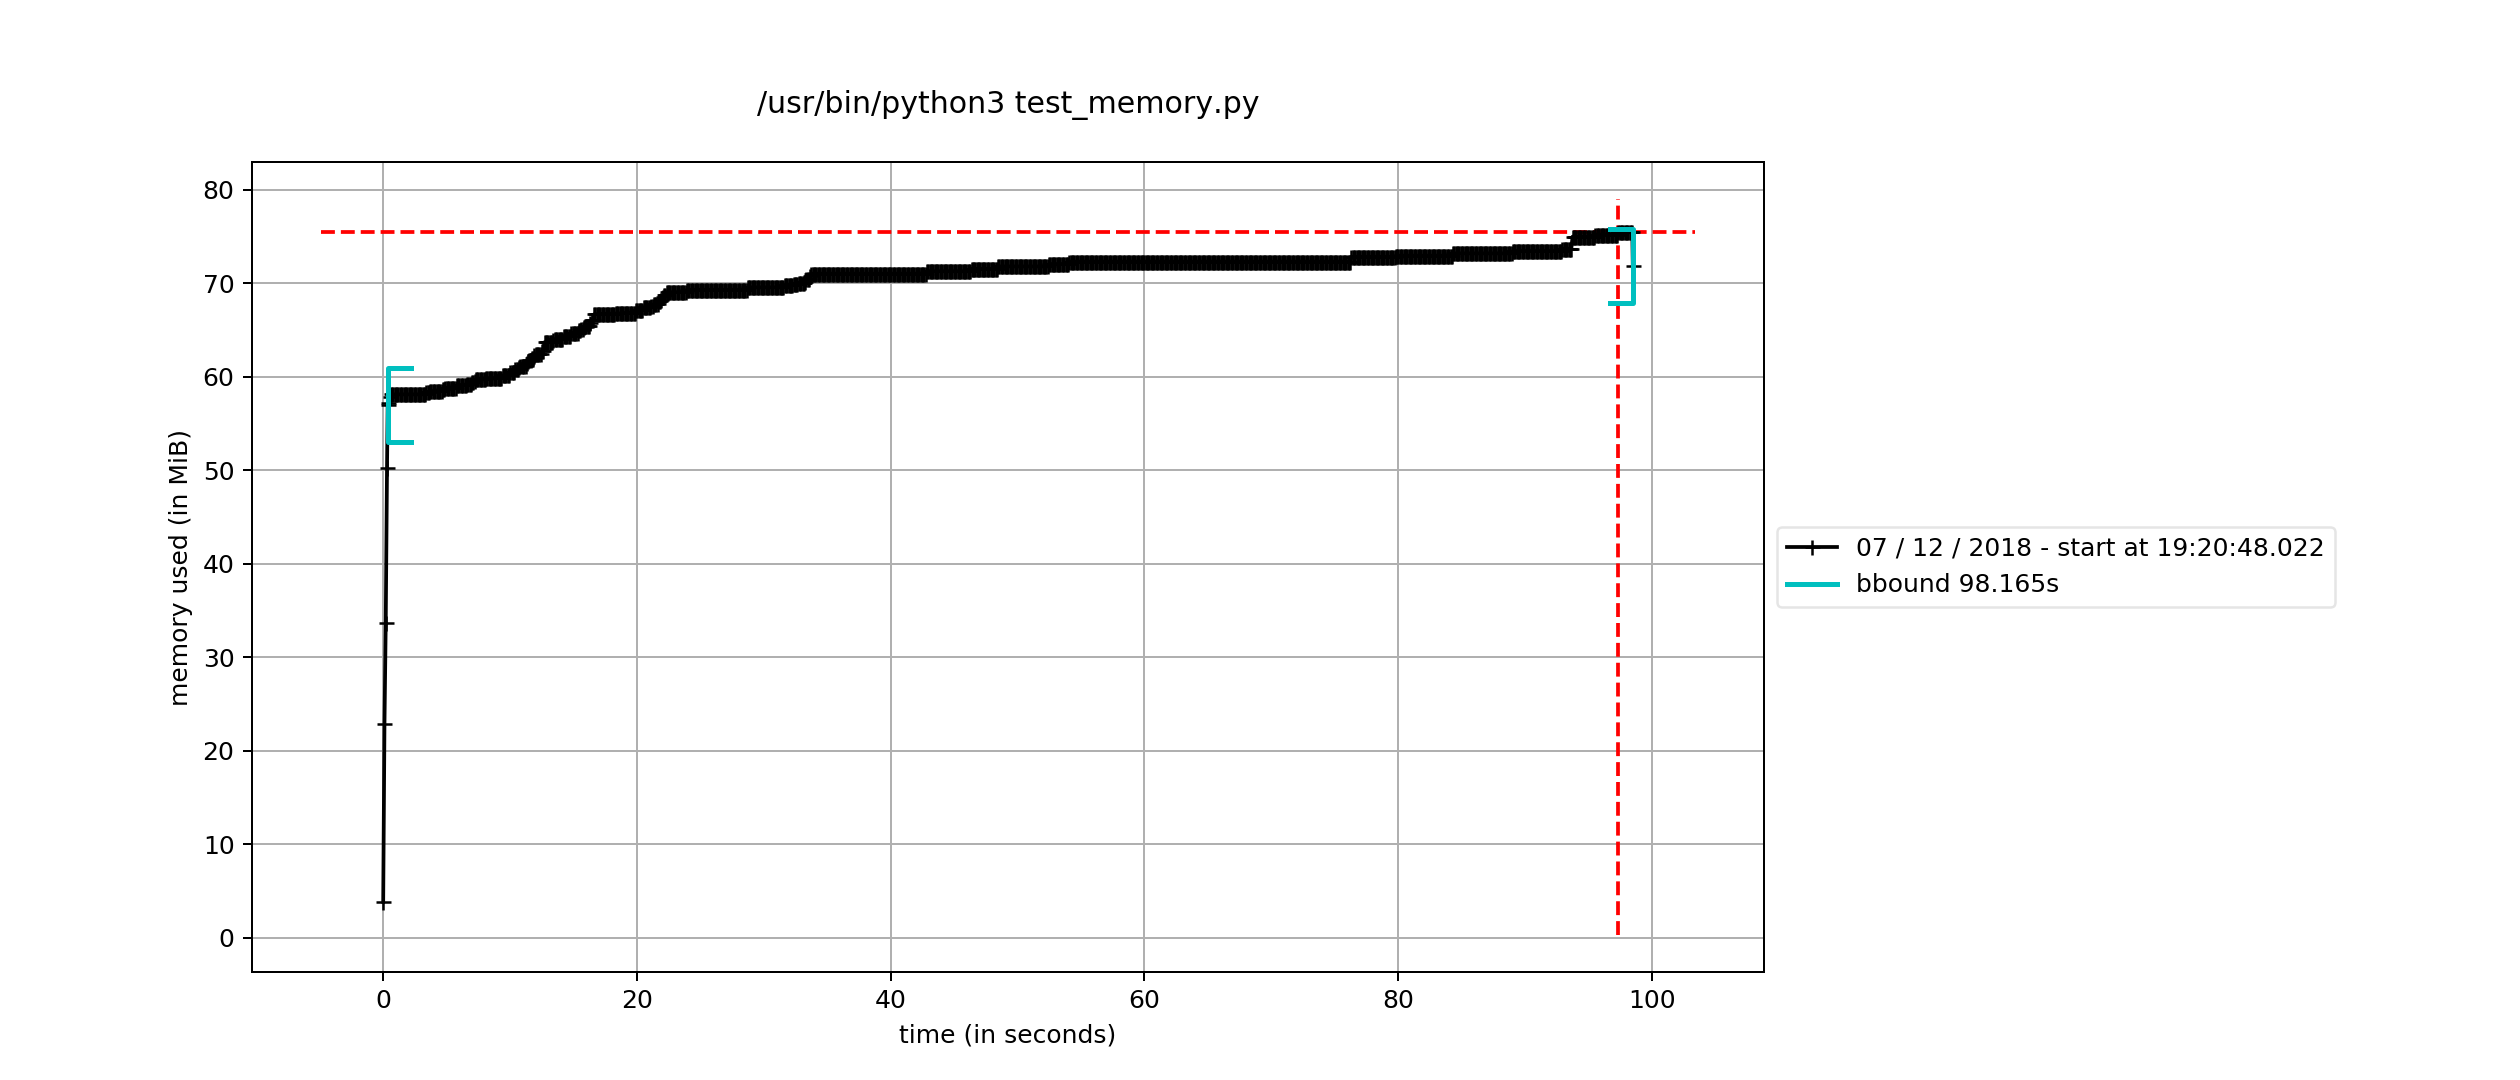 /usr/bin/python3 test_memory.py
80
70
60
50
40
30
20
10
0
memory used (in MiB)
0 20 40 60 80 100
time (in seconds)
07 / 12 / 2018 - start at 19:20:48.022
bbound 98.165s